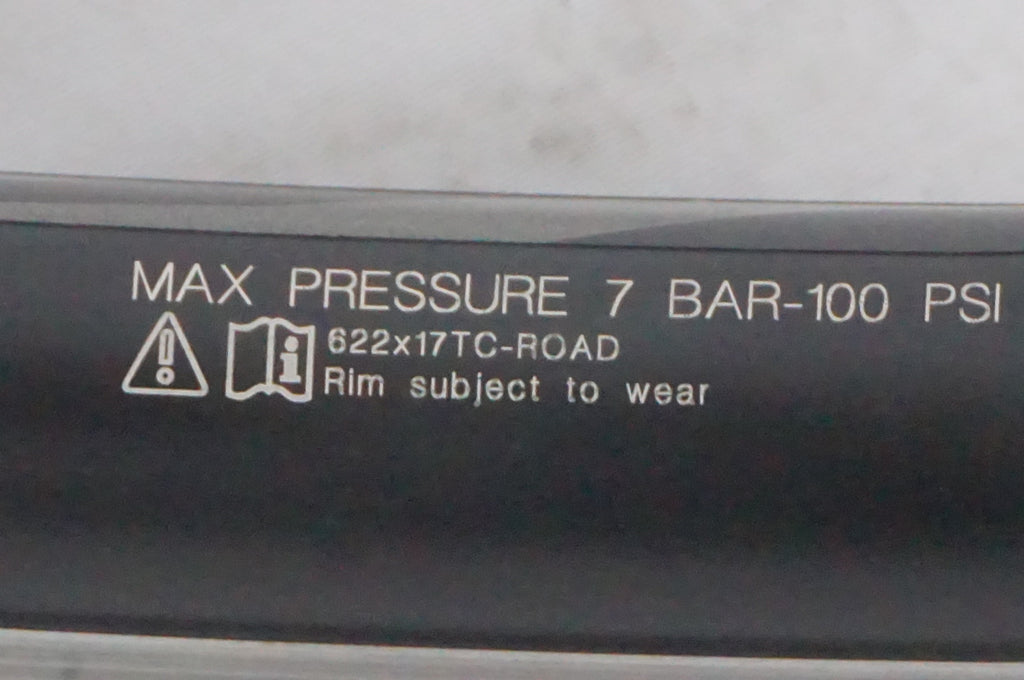 MAX PRESSURE 7 BAR-100 PSI
622x17TC-ROAD
Rim subject to wear